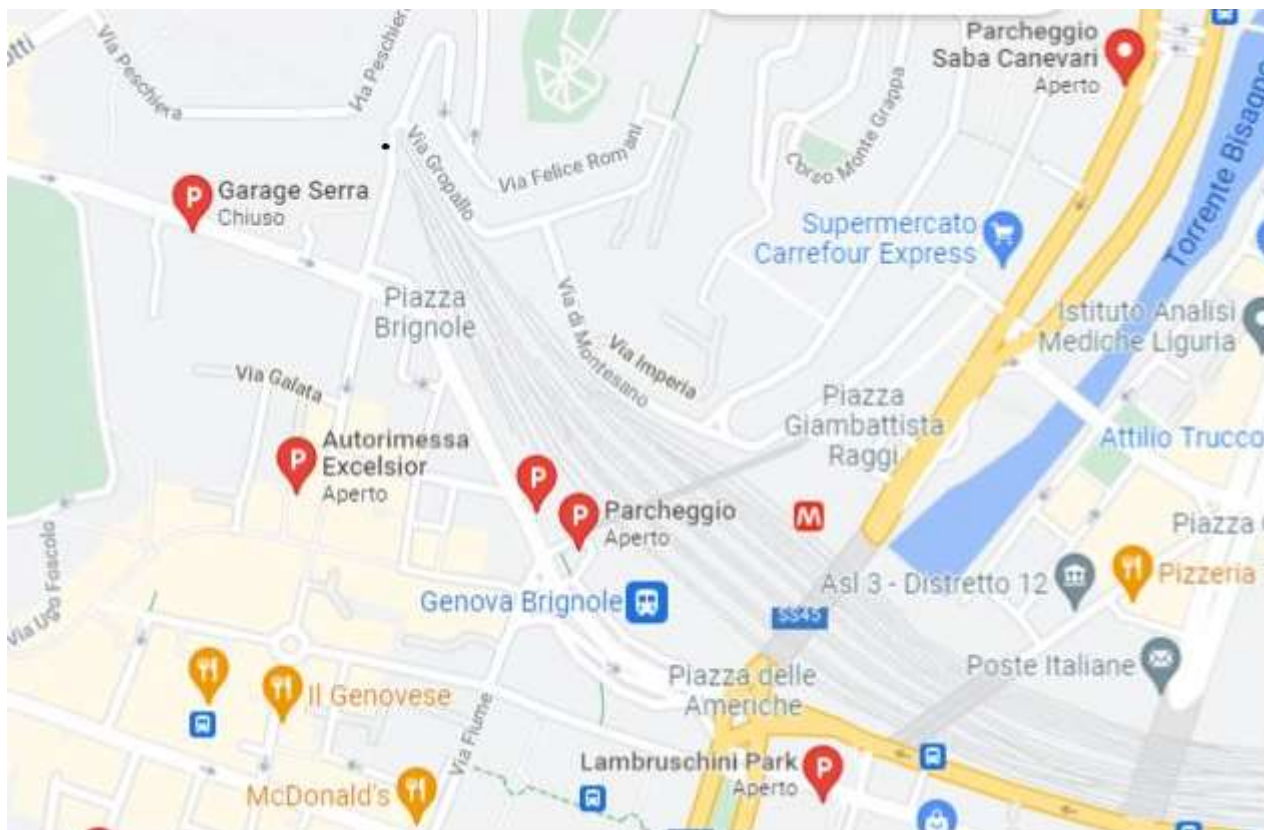 Via Peschiera
Via Peschiera
Parcheggio
Saba Canevari
Aperto
Garage Serra
Chiuso
Via Gropallo
Via Felice Romani
Corso Monte Grappa
Torrente Bisagno
Supermercato
Carrefour Express
Istituto Analisi
Mediche Liguria
Piazza
Brignole
Via di Montesano
Via Imperia
Via Galata
Piazza
Giambattista
Raggi
Attilio Trucco
Autorimessa
Excelsior
Aperto
Parcheggio
Aperto
Piazza
Via Ugo Foscolo
Genova Brignole
Asl 3 - Distretto 12
Pizzeria
SS45
Piazza delle
Americhe
Poste Italiane
Il Genovese
Via Fiume
Lambruschini Park
Aperto
McDonald's